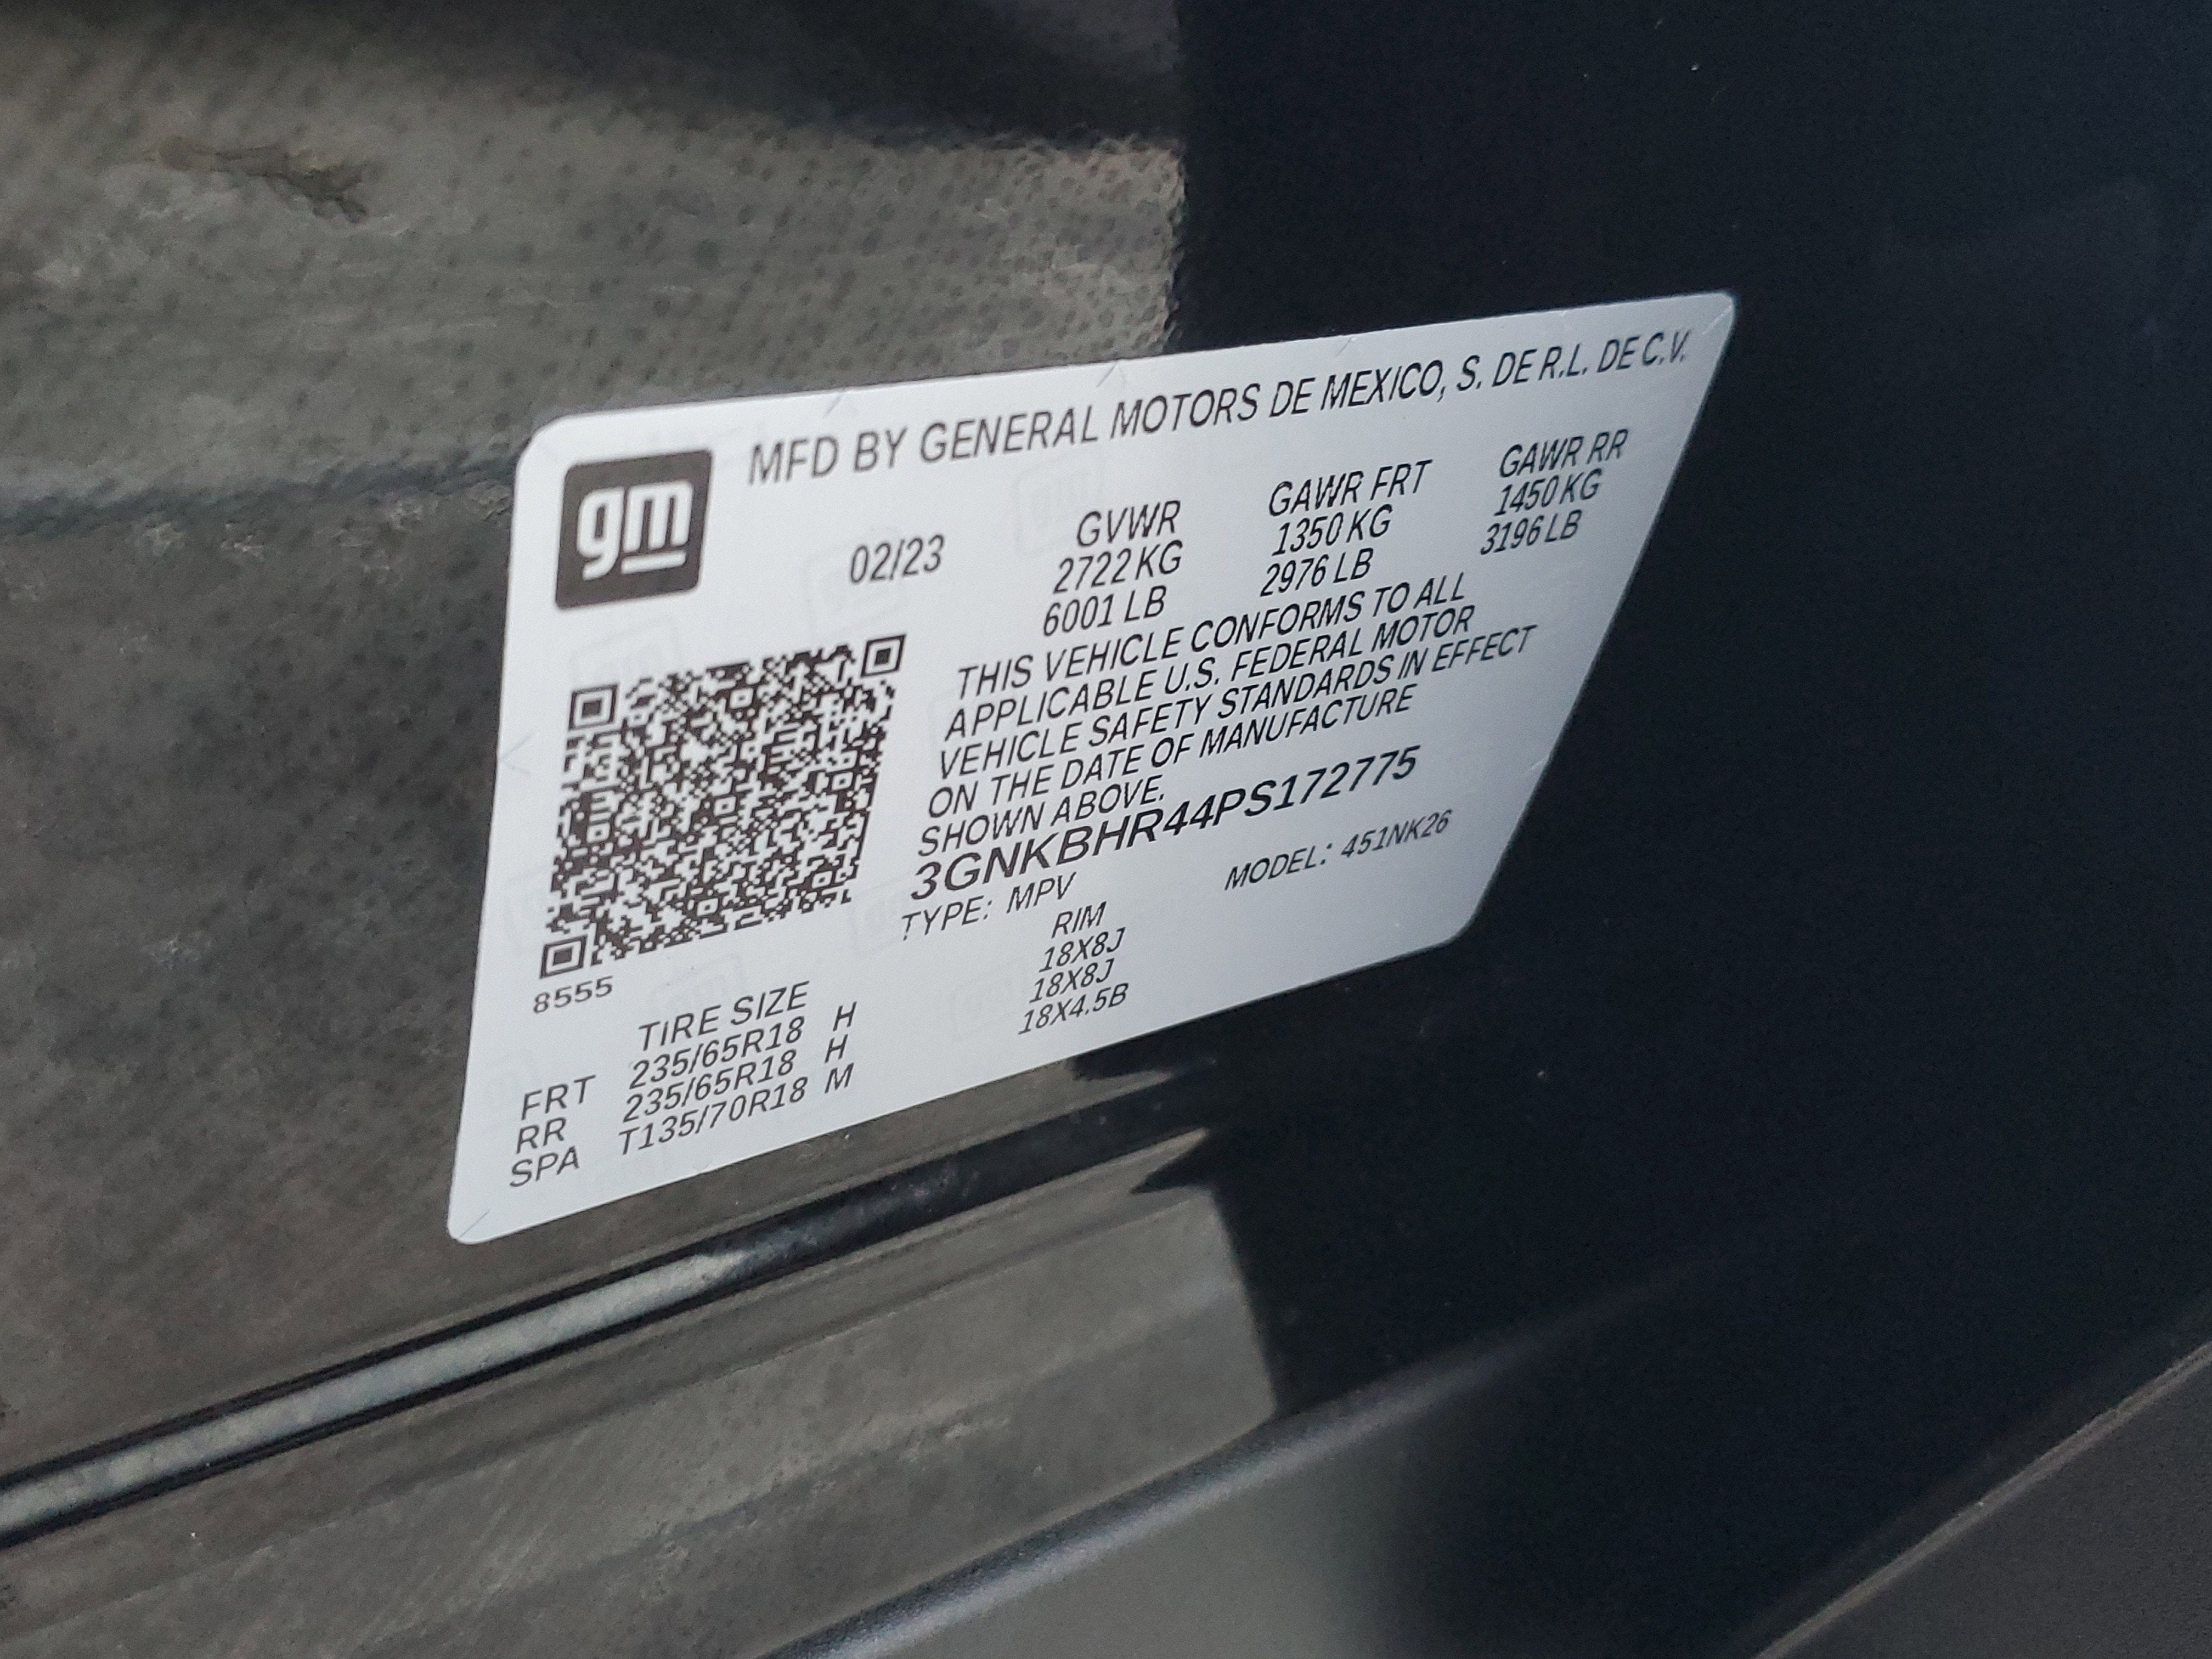 gm
MFD BY GENERAL MOTORS DE MEXICO, S. DE R.L. DE C.V.
02/23
GVWR GAWR FRT GAWR RR
2722 KG 1350 KG 1450 KG
6001 LB 2976 LB 3196 LB
THIS VEHICLE CONFORMS TO ALL
APPLICABLE U.S. FEDERAL MOTOR
VEHICLE SAFETY STANDARDS IN EFFECT
ON THE DATE OF MANUFACTURE
SHOWN ABOVE.
3GNKBHR44PS172775
TYPE: MPV MODEL: 451NK26
8555
TIRE SIZE RIM
FRT 235/65R18 H 18X8J
RR 235/65R18 H 18X8J
SPA T135/70R18 M 18X4.5B